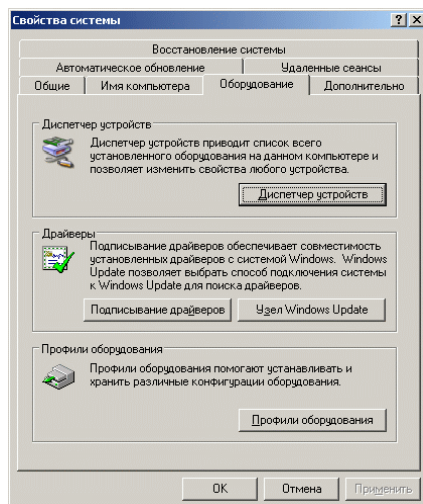 Свойства системы
Восстановление системы
Автоматическое обновление
Удаленные сеансы
Общие
Имя компьютера
Оборудование
Дополнительно
Диспетчер устройств
Диспетчер устройств приводит список всего
установленного оборудования на данном компьютере и
позволяет изменить свойства любого устройства.
Диспетчер устройств
Драйверы
Подписывание драйверов обеспечивает совместимость
установленных драйверов с системой Windows. Windows
Update позволяет выбрать способ подключения системы
к Windows Update для поиска драйверов.
Подписывание драйверов
Узел Windows Update
Профили оборудования
Профили оборудования помогают устанавливать и
хранить различные конфигурации оборудования.
Профили оборудования
OK
Отмена
Применить